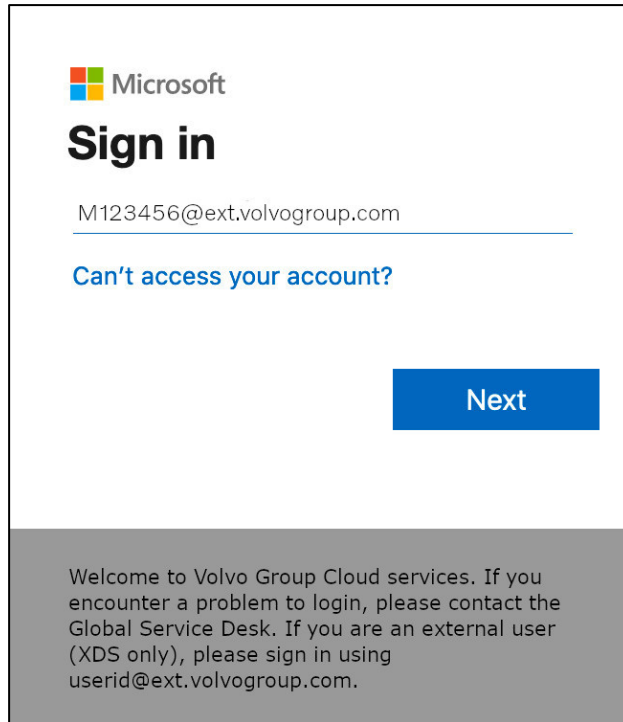 Microsoft
Sign in
M123456@ext.volvogroup.com
Can't access your account?
Next
Welcome to Volvo Group Cloud services. If you
encounter a problem to login, please contact the
Global Service Desk. If you are an external user
(XDS only), please sign in using
userid@ext.volvogroup.com.